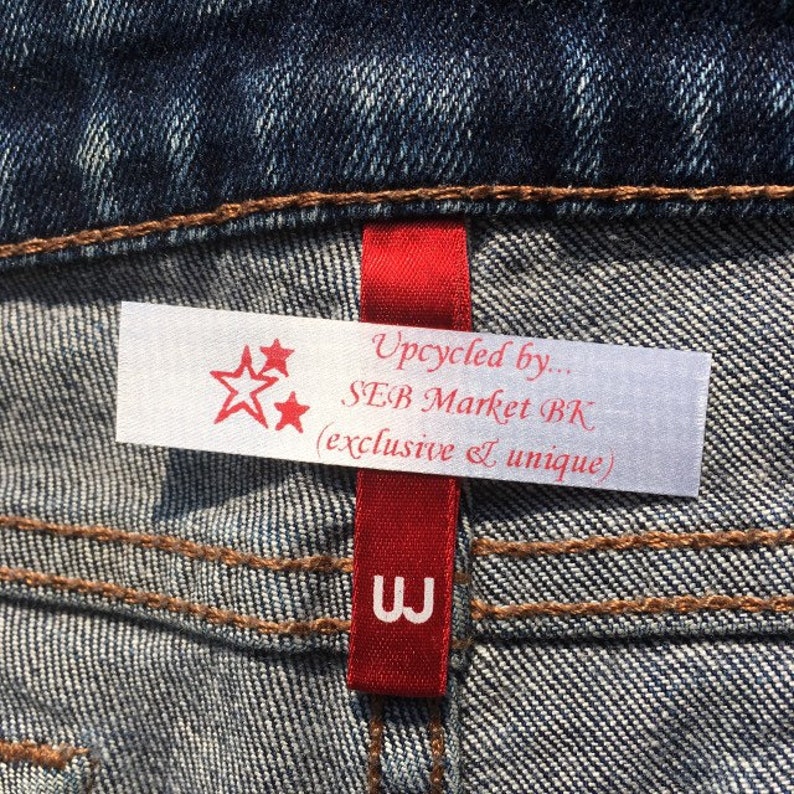 Upcycled by...
SEB Market BK
(exclusive & unique)